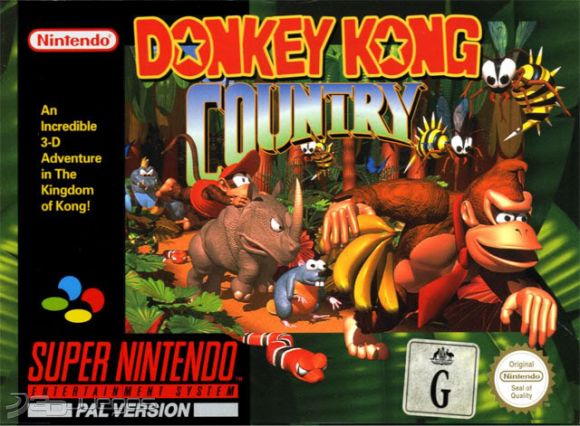 Nintendo
DONKEY KONG
COUNTRY
An
Incredible
3-D
Adventure
in The
Kingdom
of Kong!
SUPER NINTENDO
ENTERTAINMENT SYSTEM
PAL VERSION
G
Original
Nintendo
Seal of
Quality